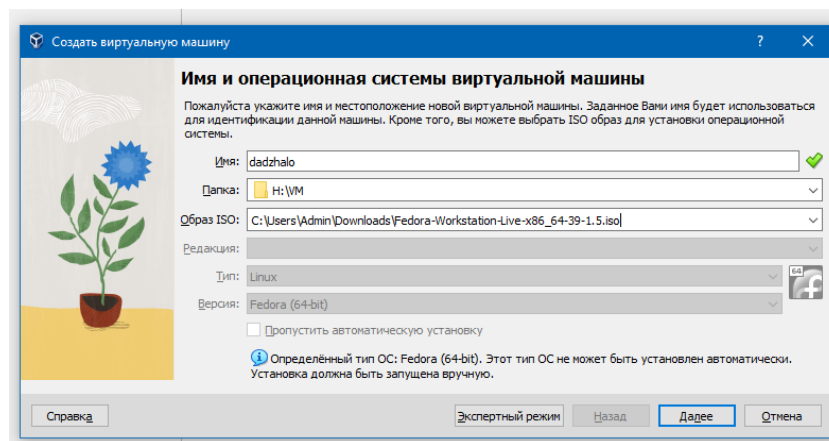 Создать виртуальную машину
?
Имя и операционная системы виртуальной машины
Пожалуйста укажите имя и местоположение новой виртуальной машины. Заданное Вами имя будет использоваться
для идентификации данной машины. Кроме того, вы можете выбрать ISO образ для установки операционной
системы.
Имя: dadzhalo
Папка: H:\VM
Образ ISO: C:\Users\Admin\Downloads\Fedora-Workstation-Live-x86_64-39-1.5.iso
Редакция:
Тип: Linux
64
Версия: Fedora (64-bit)
Пропустить автоматическую установку
Определённый тип ОС: Fedora (64-bit). Этот тип ОС не может быть установлен автоматически.
Установка должна быть запущена вручную.
Справка Экспертный режим Назад Далее Отмена